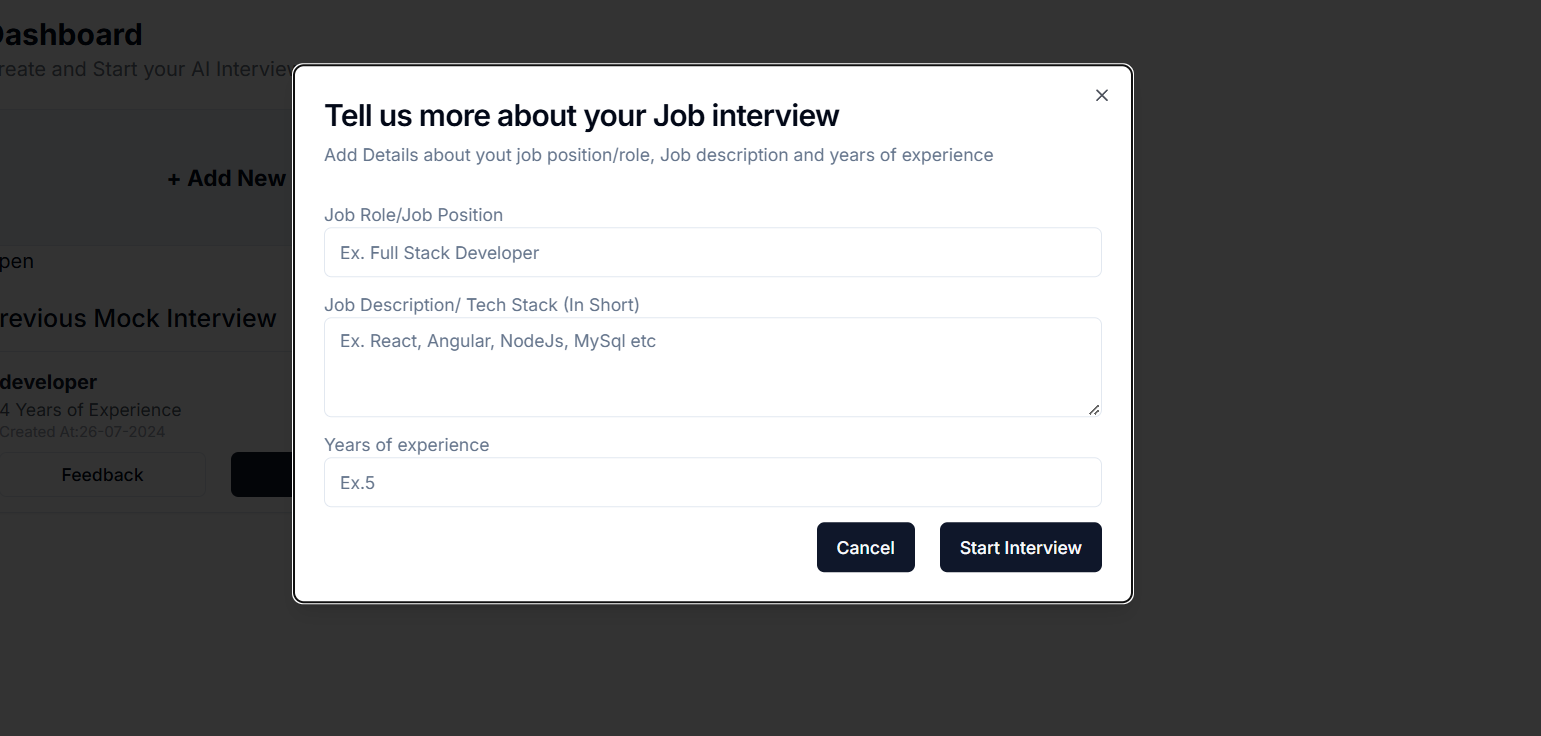 Dashboard
reate and Start your AI Interview
+ Add New
pen
revious Mock Interview
developer
4 Years of Experience
Created At:26-07-2024
Feedback
Tell us more about your Job interview
Add Details about yout job position/role, Job description and years of experience
Job Role/Job Position
Ex. Full Stack Developer
Job Description/ Tech Stack (In Short)
Ex. React, Angular, NodeJs, MySql etc
Years of experience
Ex.5
Cancel
Start Interview